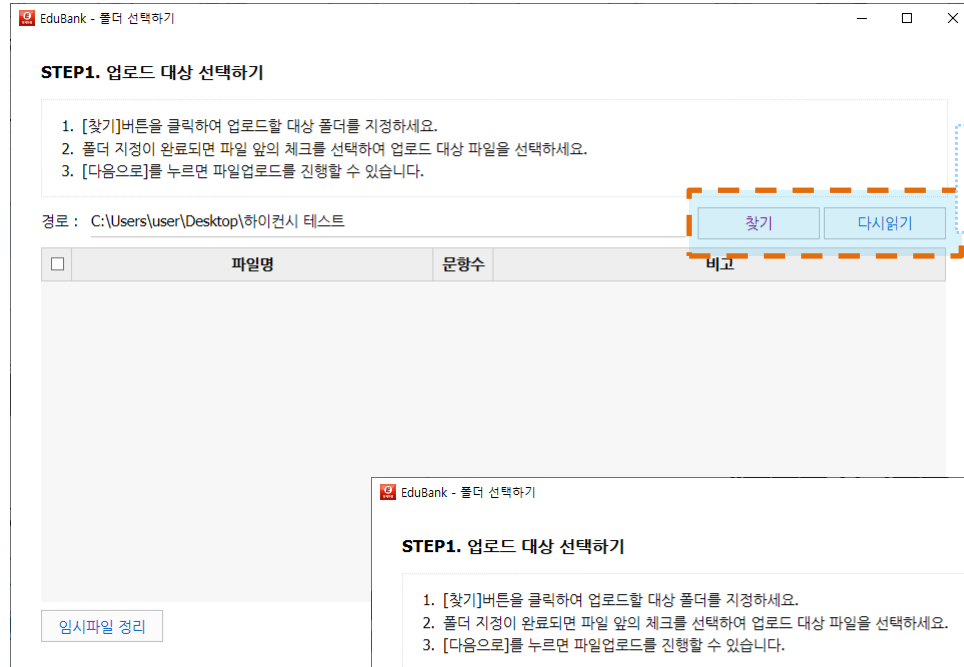 EduBank - 폴더 선택하기
STEP1. 업로드 대상 선택하기
1. [찾기]버튼을 클릭하여 업로드할 대상 폴더를 지정하세요.
2. 폴더 지정이 완료되면 파일 앞의 체크를 선택하여 업로드 대상 파일을 선택하세요.
3. [다음으로]를 누르면 파일업로드를 진행할 수 있습니다.
경로 : C:\Users\user\Desktop\하이컨시 테스트 찾기 다시읽기
파일명 문항수 비고
EduBank - 폴더 선택하기
STEP1. 업로드 대상 선택하기
1. [찾기]버튼을 클릭하여 업로드할 대상 폴더를 지정하세요.
2. 폴더 지정이 완료되면 파일 앞의 체크를 선택하여 업로드 대상 파일을 선택하세요.
3. [다음으로]를 누르면 파일업로드를 진행할 수 있습니다.
임시파일 정리